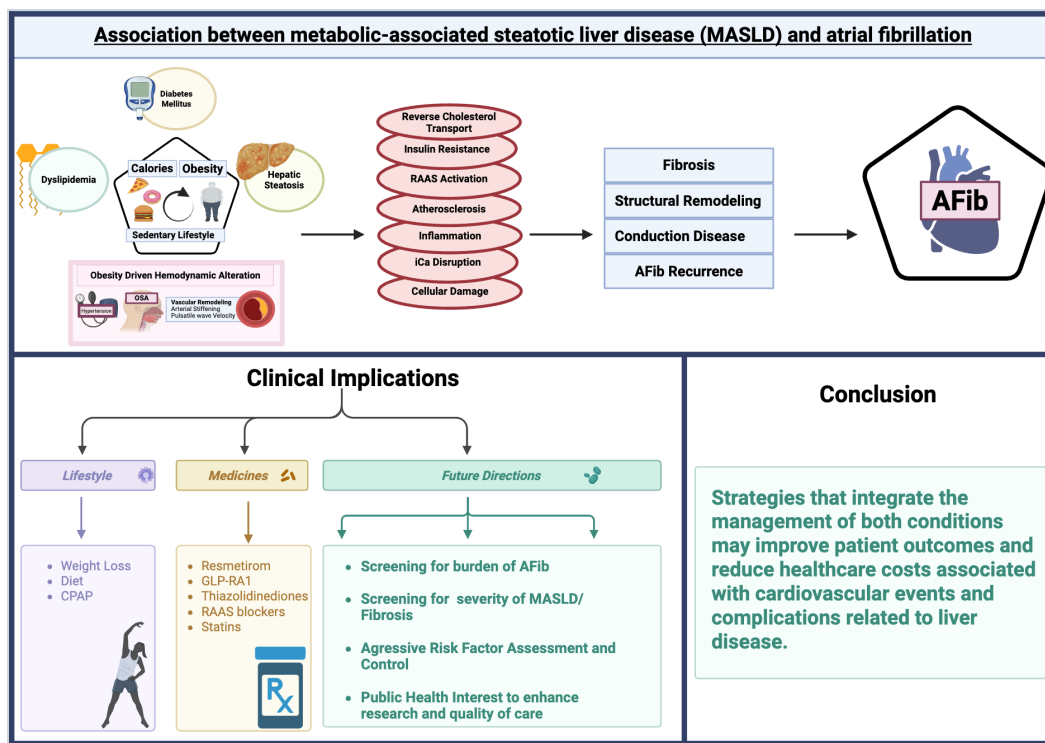 Association between metabolic-associated steatotic liver disease (MASLD) and atrial fibrillation
Diabetes
Mellitus
Dyslipidemia
Calories
Obesity
Sedentary Lifestyle
Hepatic
Steatosis
Obesity Driven Hemodynamic Alteration
Hypertension
OSA
Vascular Remodeling
Arterial Stiffening
Pulsatile wave Velocity
Reverse Cholesterol
Transport
Insulin Resistance
RAAS Activation
Atherosclerosis
Inflammation
iCa Disruption
Cellular Damage
Fibrosis
Structural Remodeling
Conduction Disease
AFib Recurrence
AFib
Clinical Implications
Lifestyle
• Weight Loss
• Diet
• CPAP
Medicines
• Resmetirom
• GLP-RA1
• Thiazolidinediones
• RAAS blockers
• Statins
Rx
Future Directions
• Screening for burden of AFib
• Screening for severity of MASLD/
Fibrosis
• Agressive Risk Factor Assessment and
Control
• Public Health Interest to enhance
research and quality of care
Conclusion
Strategies that integrate the
management of both conditions
may improve patient outcomes and
reduce healthcare costs associated
with cardiovascular events and
complications related to liver
disease.